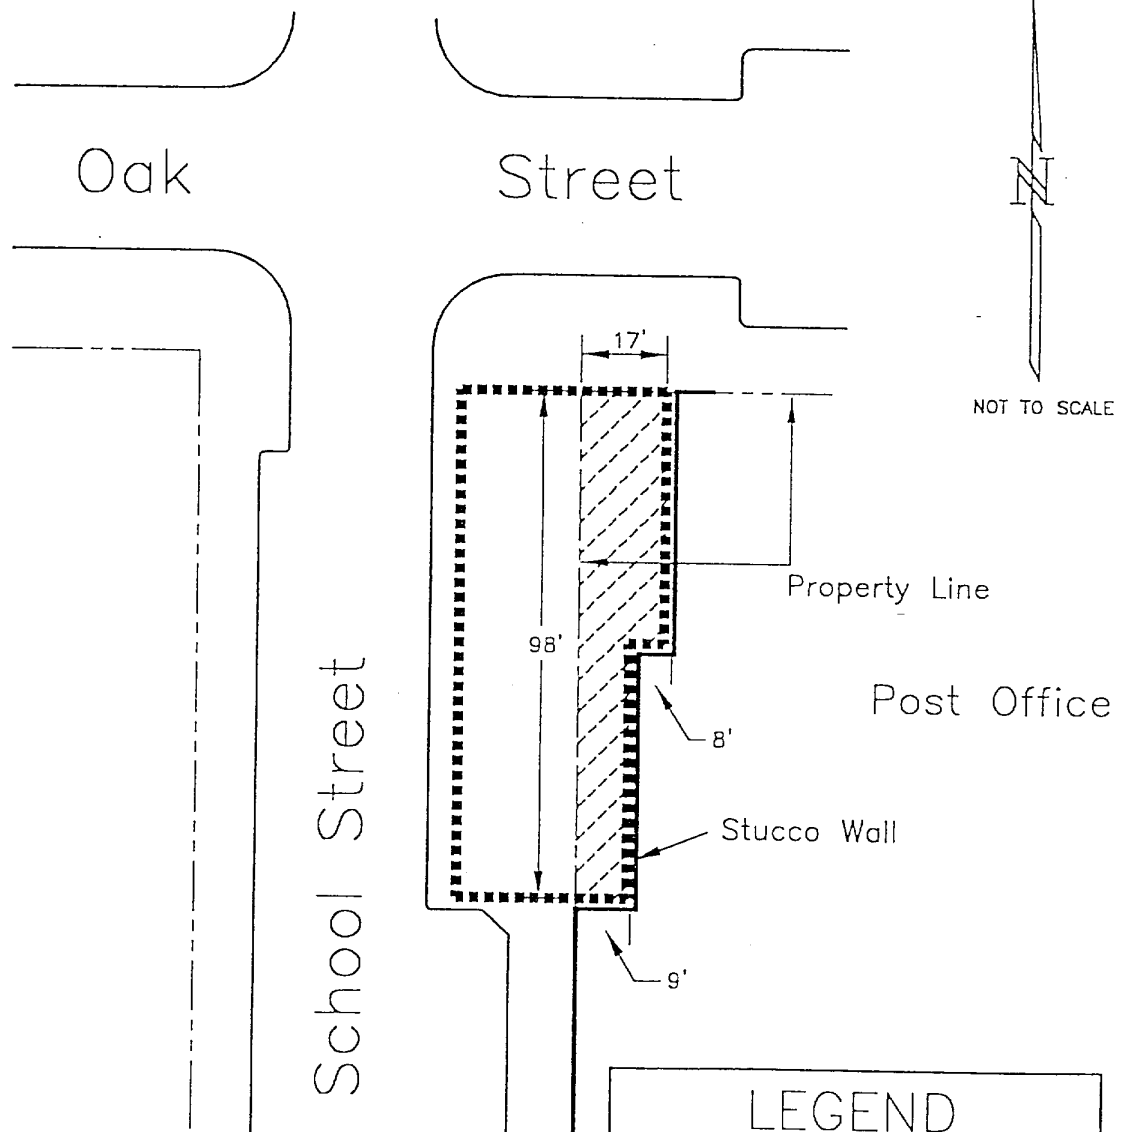 Oak Street
N
17'
NOT TO SCALE
Property Line
98'
Post Office
8'
School Street
Stucco Wall
9'
LEGEND